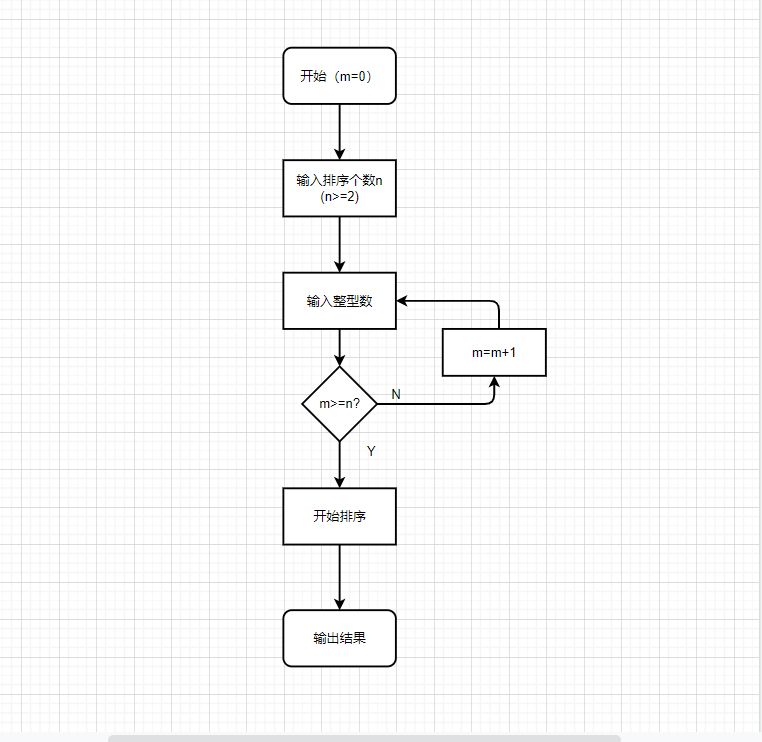 开始（m=0）
输入排序个数n
(n>=2)
输入整型数
m=m+1
m>=n?
N
Y
开始排序
输出结果